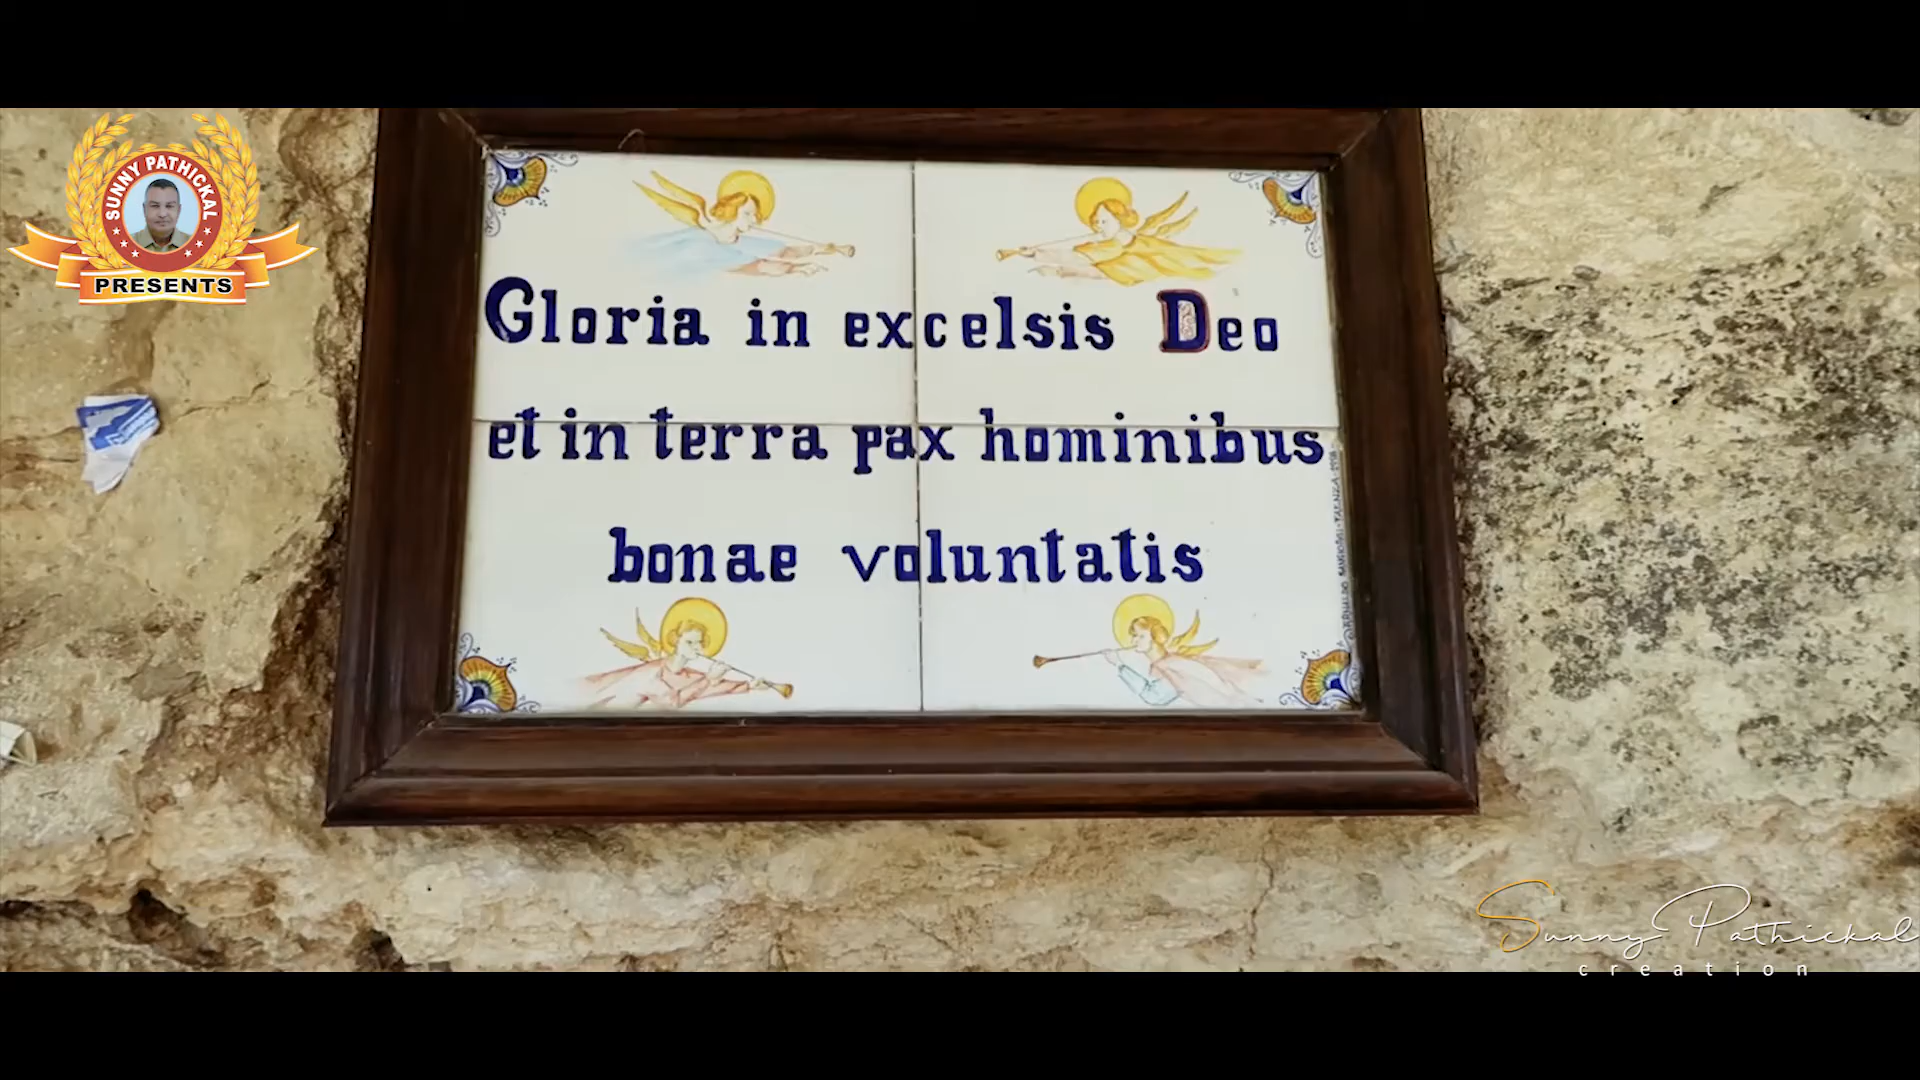 SUNNY PATHICKAL
PRESENTS
Gloria in excelsis Deo
et in terra pax hominibus
bonae voluntatis
Sunny Pathickal
creation